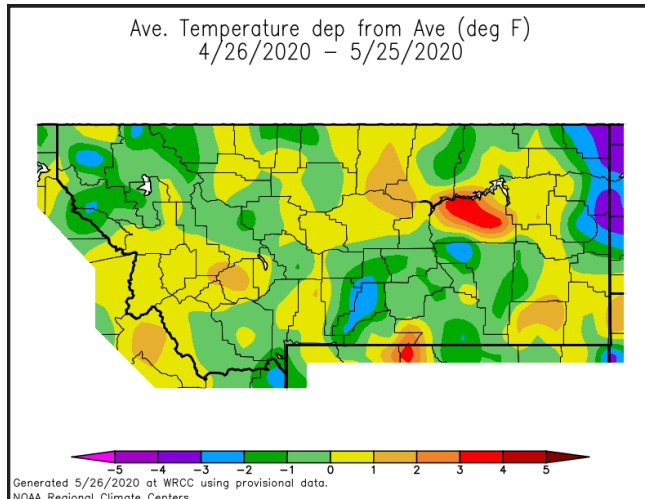 Ave. Temperature dep from Ave (deg F)
4/26/2020 – 5/25/2020
-5 -4 -3 -2 -1 0 1 2 3 4 5
Generated 5/26/2020 at WRCC using provisional data.
NOAA Regional Climate Centers